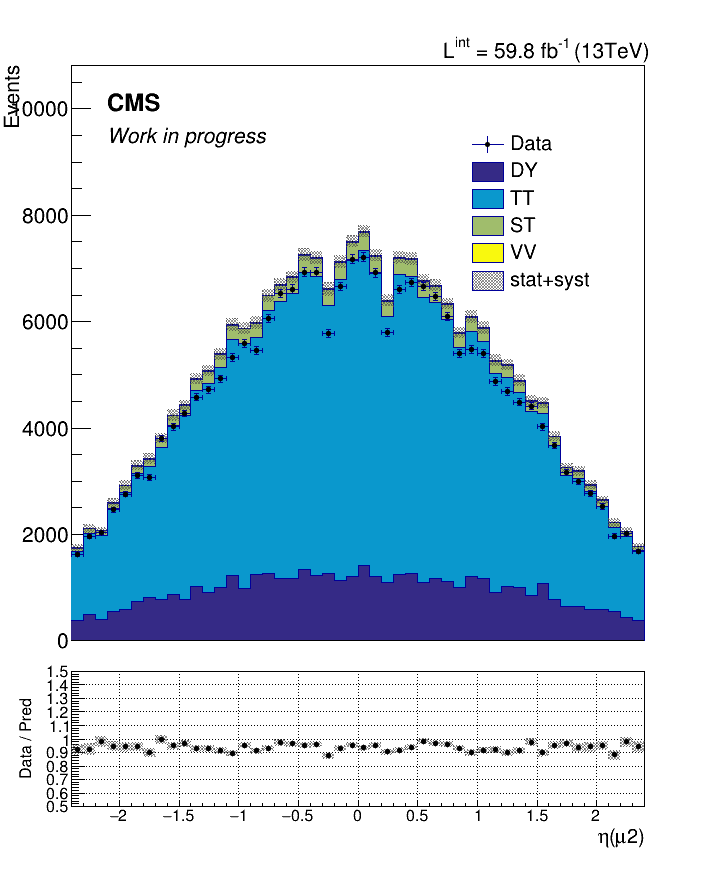 L^int = 59.8 fb^-1 (13TeV)
Events
CMS
Work in progress
Data
DY
TT
ST
VV
stat+syst
10000
8000
6000
4000
2000
0
Data / Pred
1.5
1.4
1.3
1.2
1.1
1
0.9
0.8
0.7
0.6
0.5
−2 −1.5 −1 −0.5 0 0.5 1 1.5 2
η(μ2)